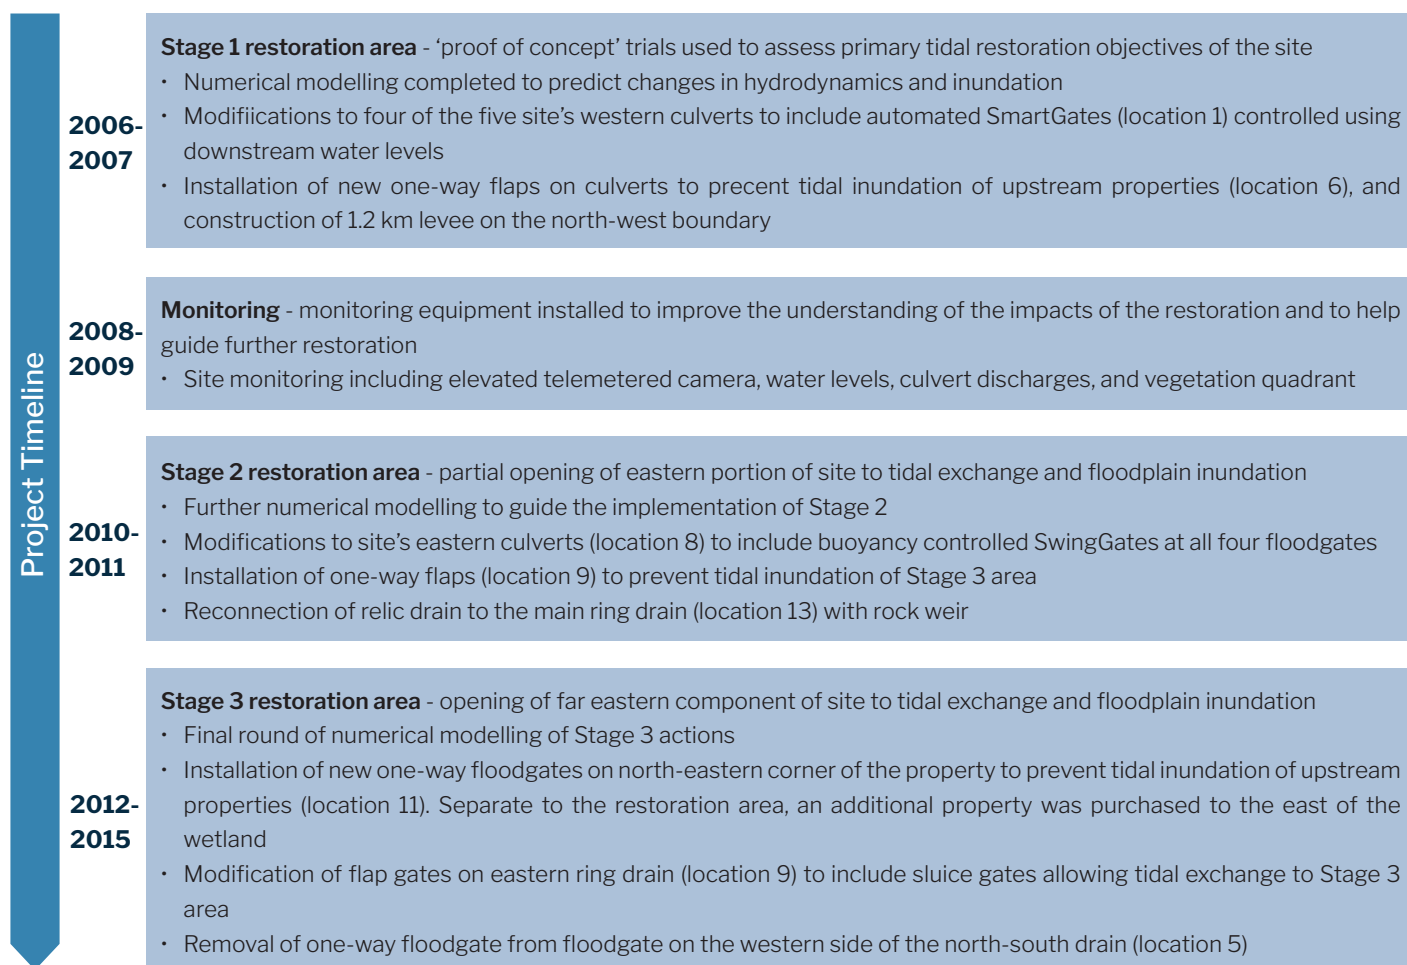 Project Timeline
2006-
2007
Stage 1 restoration area - ‘proof of concept’ trials used to assess primary tidal restoration objectives of the site
• Numerical modelling completed to predict changes in hydrodynamics and inundation
• Modifiications to four of the five site’s western culverts to include automated SmartGates (location 1) controlled using
downstream water levels
• Installation of new one-way flaps on culverts to precent tidal inundation of upstream properties (location 6), and
construction of 1.2 km levee on the north-west boundary
2008-
2009
Monitoring - monitoring equipment installed to improve the understanding of the impacts of the restoration and to help
guide further restoration
• Site monitoring including elevated telemetered camera, water levels, culvert discharges, and vegetation quadrant
2010-
2011
Stage 2 restoration area - partial opening of eastern portion of site to tidal exchange and floodplain inundation
• Further numerical modelling to guide the implementation of Stage 2
• Modifications to site’s eastern culverts (location 8) to include buoyancy controlled SwingGates at all four floodgates
• Installation of one-way flaps (location 9) to prevent tidal inundation of Stage 3 area
• Reconnection of relic drain to the main ring drain (location 13) with rock weir
2012-
2015
Stage 3 restoration area - opening of far eastern component of site to tidal exchange and floodplain inundation
• Final round of numerical modelling of Stage 3 actions
• Installation of new one-way floodgates on north-eastern corner of the property to prevent tidal inundation of upstream
properties (location 11). Separate to the restoration area, an additional property was purchased to the east of the
wetland
• Modification of flap gates on eastern ring drain (location 9) to include sluice gates allowing tidal exchange to Stage 3
area
• Removal of one-way floodgate from floodgate on the western side of the north-south drain (location 5)